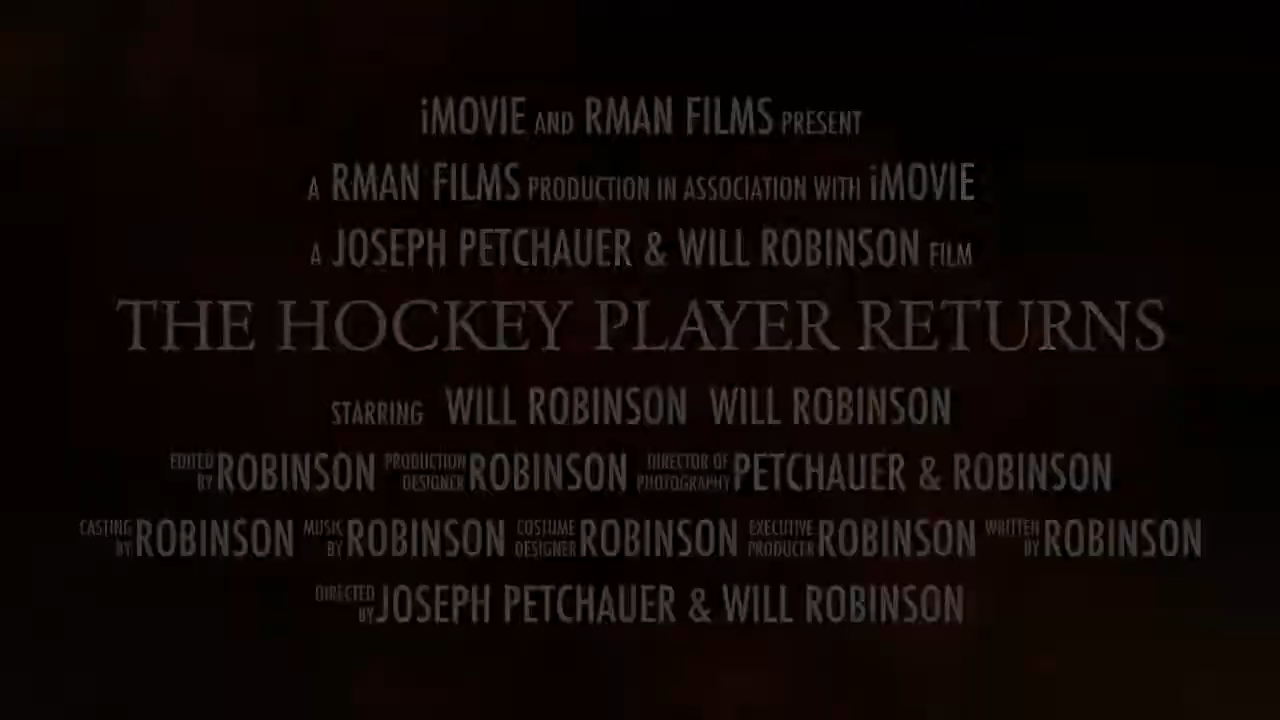 iMOVIE AND RMAN FILMS PRESENT
A RMAN FILMS PRODUCTION IN ASSOCIATION WITH iMOVIE
A JOSEPH PETCHAUER & WILL ROBINSON FILM
THE HOCKEY PLAYER RETURNS
STARRING WILL ROBINSON WILL ROBINSON
EDITED BY ROBINSON PRODUCTION DESIGNER ROBINSON DIRECTOR OF PHOTOGRAPHY PETCHAUER & ROBINSON
CASTING BY ROBINSON MUSIC BY ROBINSON COSTUME DESIGNER ROBINSON EXECUTIVE PRODUCER ROBINSON WRITTEN BY ROBINSON
DIRECTED BY JOSEPH PETCHAUER & WILL ROBINSON